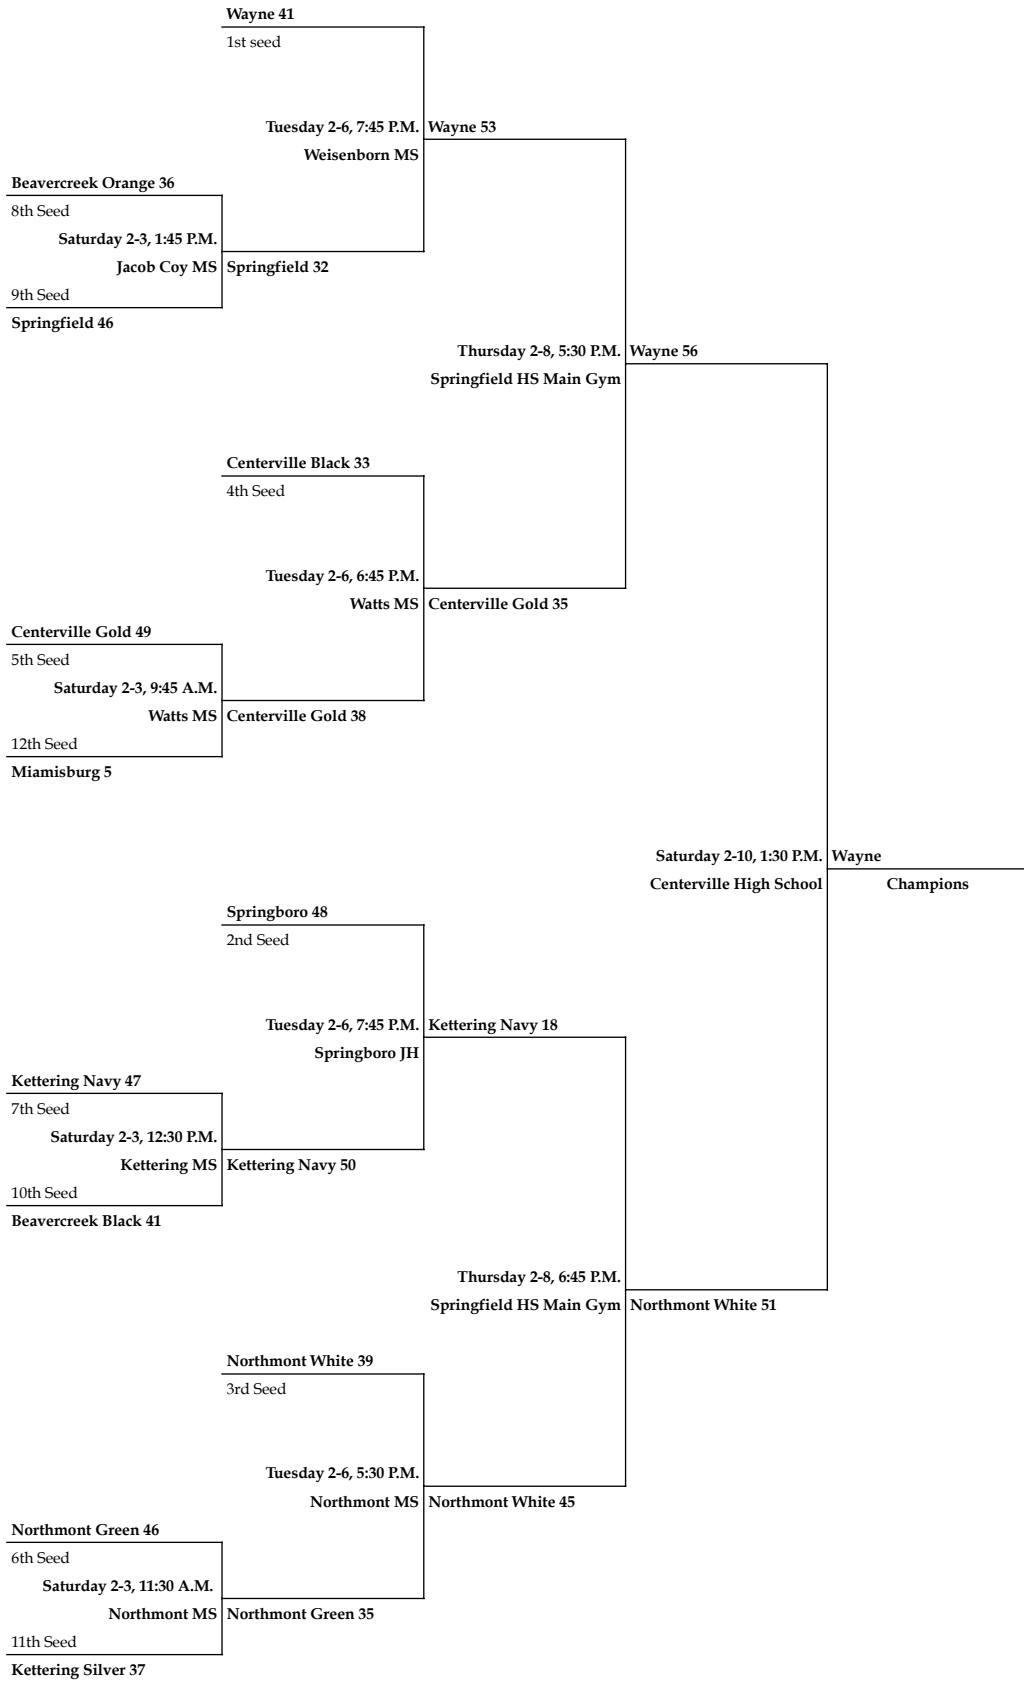 Wayne 41
1st seed
Tuesday 2-6, 7:45 P.M. Wayne 53
Weisenborn MS
Beavercreek Orange 36
8th Seed
Saturday 2-3, 1:45 P.M.
Jacob Coy MS Springfield 32
9th Seed
Springfield 46
Thursday 2-8, 5:30 P.M. Wayne 56
Springfield HS Main Gym
Centerville Black 33
4th Seed
Tuesday 2-6, 6:45 P.M.
Watts MS Centerville Gold 35
Centerville Gold 49
5th Seed
Saturday 2-3, 9:45 A.M.
Watts MS Centerville Gold 38
12th Seed
Miamisburg 5
Saturday 2-10, 1:30 P.M. Wayne
Centerville High School Champions
Springboro 48
2nd Seed
Tuesday 2-6, 7:45 P.M. Kettering Navy 18
Springboro JH
Kettering Navy 47
7th Seed
Saturday 2-3, 12:30 P.M.
Kettering MS Kettering Navy 50
10th Seed
Beavercreek Black 41
Thursday 2-8, 6:45 P.M.
Springfield HS Main Gym Northmont White 51
Northmont White 39
3rd Seed
Tuesday 2-6, 5:30 P.M.
Northmont MS Northmont White 45
Northmont Green 46
6th Seed
Saturday 2-3, 11:30 A.M.
Northmont MS Northmont Green 35
11th Seed
Kettering Silver 37